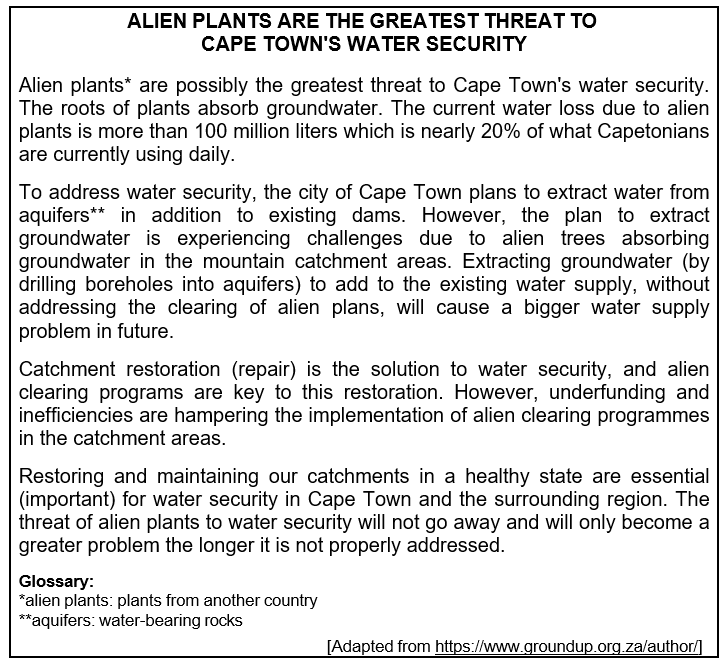 ALIEN PLANTS ARE THE GREATEST THREAT TO
CAPE TOWN'S WATER SECURITY
Alien plants* are possibly the greatest threat to Cape Town's water security.
The roots of plants absorb groundwater. The current water loss due to alien
plants is more than 100 million liters which is nearly 20% of what Capetonians
are currently using daily.
To address water security, the city of Cape Town plans to extract water from
aquifers** in addition to existing dams. However, the plan to extract
groundwater is experiencing challenges due to alien trees absorbing
groundwater in the mountain catchment areas. Extracting groundwater (by
drilling boreholes into aquifers) to add to the existing water supply, without
addressing the clearing of alien plans, will cause a bigger water supply
problem in future.
Catchment restoration (repair) is the solution to water security, and alien
clearing programs are key to this restoration. However, underfunding and
inefficiencies are hampering the implementation of alien clearing programmes
in the catchment areas.
Restoring and maintaining our catchments in a healthy state are essential
(important) for water security in Cape Town and the surrounding region. The
threat of alien plants to water security will not go away and will only become a
greater problem the longer it is not properly addressed.
Glossary:
*alien plants: plants from another country
**aquifers: water-bearing rocks
[Adapted from https://www.groundup.org.za/author/]